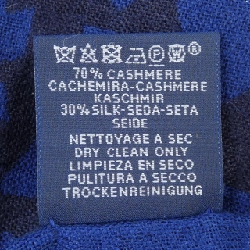 ®
70% CASHMERE
CACHEMIRA-CASHMERE
KASCHMIR
30% SILK-SEDA-SETA
SEIDE
NETTOYAGE A SEC
DRY CLEAN ONLY
LIMPIEZA EN SECO
PULITURA A SECCO
TROCKENREINIGUNG